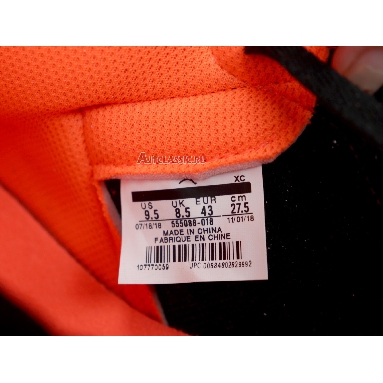 XC
US UK EUR cm
9.5 8.5 43 27.5
07/18/18 555088-018 11/01/18
MADE IN CHINA
FABRIQUE EN CHINE